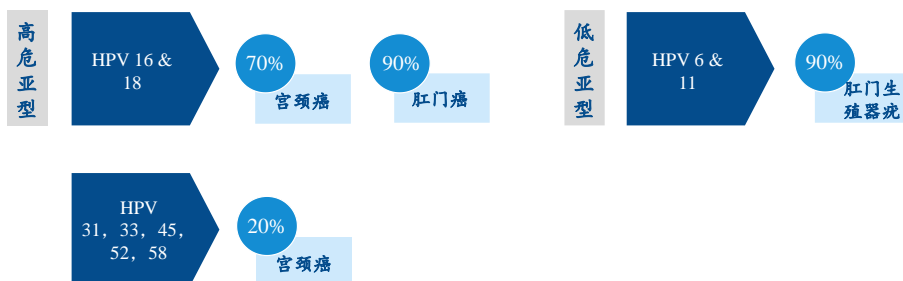 高
危
亚
型
HPV 16 &
18
70%
宫颈癌
90%
肛门癌
低
危
亚
型
HPV 6 &
11
90%
肛门生
殖器疣
HPV
31，33，45，
52，58
20%
宫颈癌